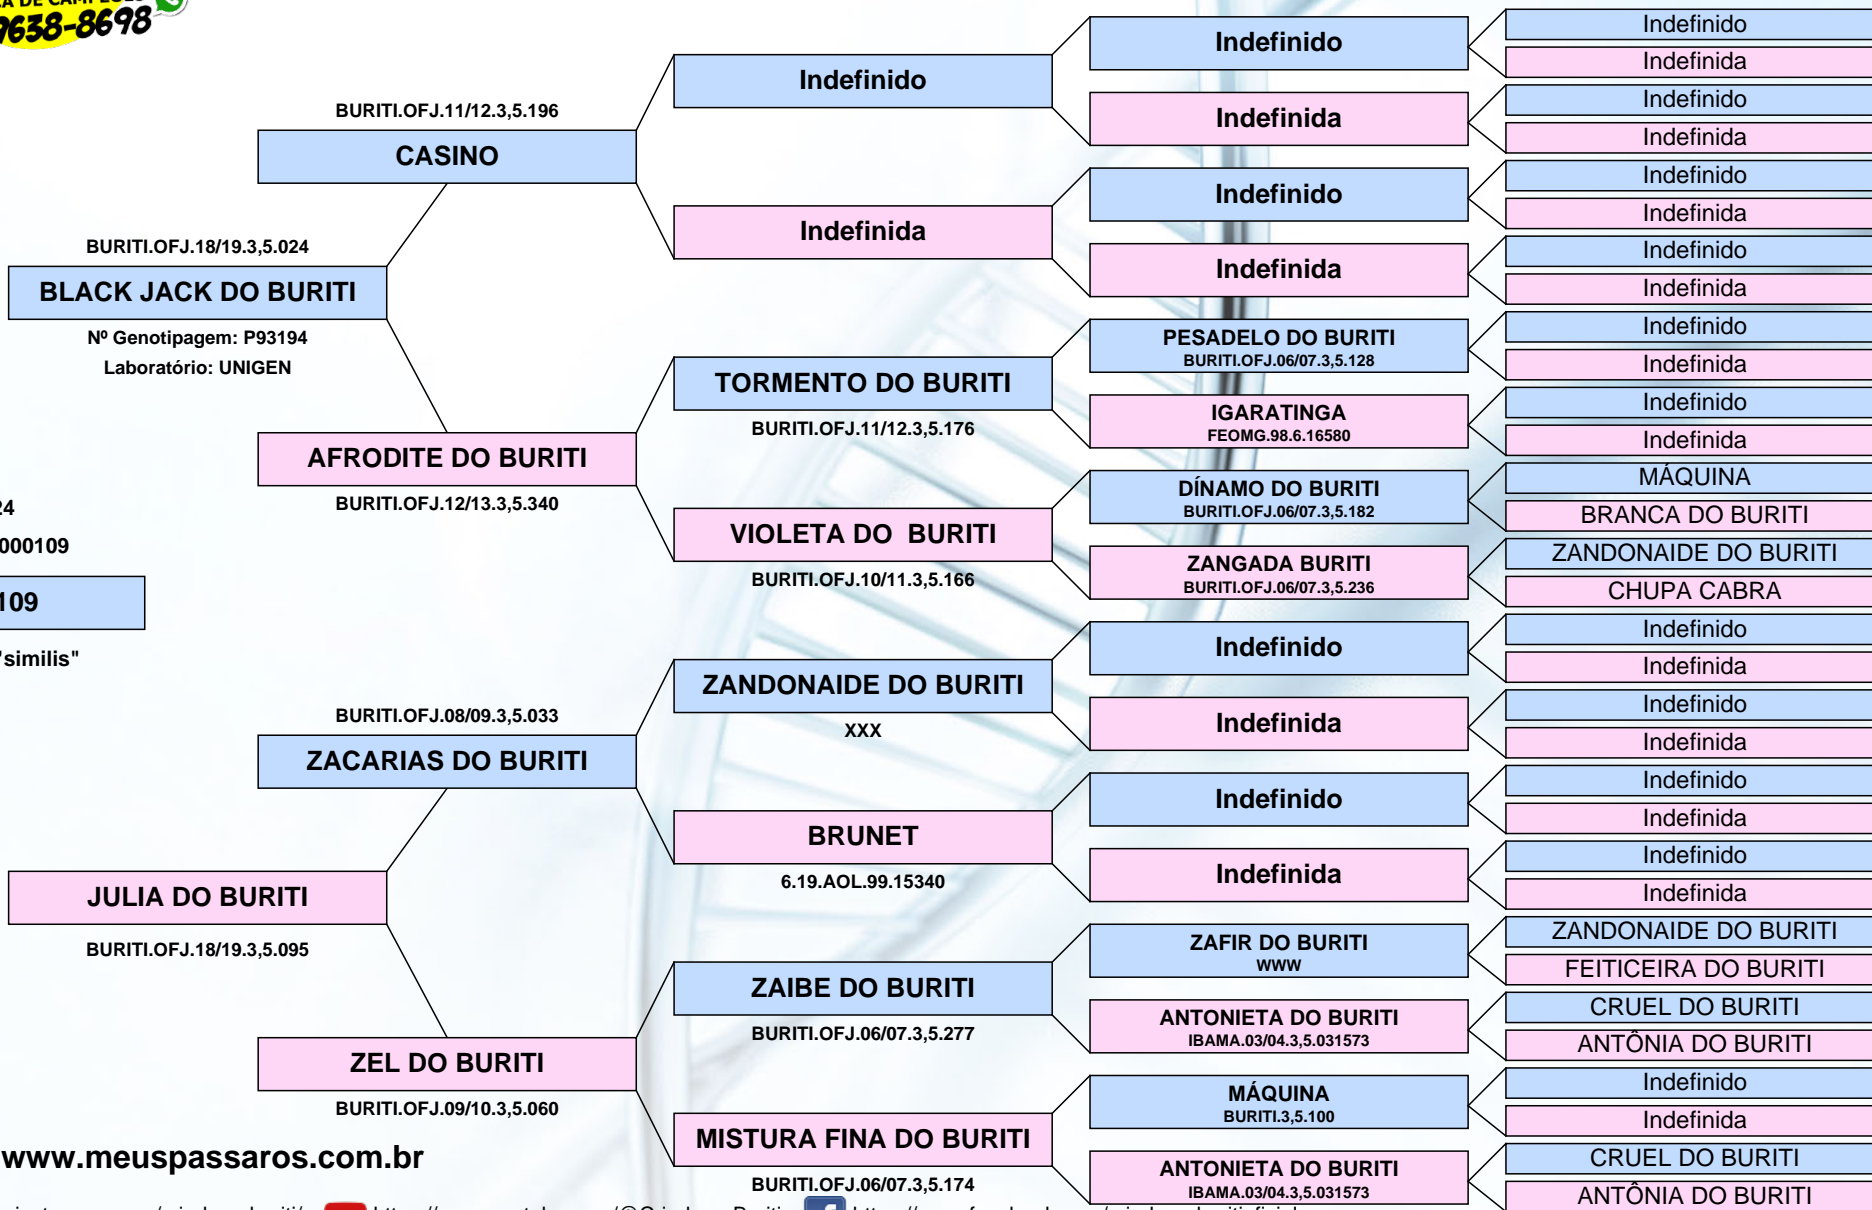 9638-8698
BURITI.OFJ.11/12.3,5.196
CASINO
BURITI.OFJ.18/19.3,5.024
BLACK JACK DO BURITI
Nº Genotipagem: P93194
Laboratório: UNIGEN
AFRODITE DO BURITI
BURITI.OFJ.12/13.3,5.340
24
000109
109
"similis"
BURITI.OFJ.08/09.3,5.033
ZACARIAS DO BURITI
JULIA DO BURITI
BURITI.OFJ.18/19.3,5.095
ZEL DO BURITI
BURITI.OFJ.09/10.3,5.060
www.meuspassaros.com.br
Indefinido
Indefinida
TORMENTO DO BURITI
BURITI.OFJ.11/12.3,5.176
VIOLETA DO  BURITI
BURITI.OFJ.10/11.3,5.166
ZANDONAIDE DO BURITI
XXX
BRUNET
6.19.AOL.99.15340
ZAIBE DO BURITI
BURITI.OFJ.06/07.3,5.277
MISTURA FINA DO BURITI
BURITI.OFJ.06/07.3,5.174
Indefinido
Indefinida
Indefinido
Indefinida
PESADELO DO BURITI
BURITI.OFJ.06/07.3,5.128
IGARATINGA
FEOMG.98.6.16580
DÍNAMO DO BURITI
BURITI.OFJ.06/07.3,5.182
ZANGADA BURITI
BURITI.OFJ.06/07.3,5.236
Indefinido
Indefinida
Indefinido
Indefinida
ZAFIR DO BURITI
WWW
ANTONIETA DO BURITI
IBAMA.03/04.3,5.031573
MÁQUINA
BURITI.3,5.100
ANTONIETA DO BURITI
IBAMA.03/04.3,5.031573
Indefinido
Indefinida
Indefinido
Indefinida
Indefinido
Indefinida
Indefinido
Indefinida
Indefinido
Indefinida
Indefinido
Indefinida
MÁQUINA
BRANCA DO BURITI
ZANDONAIDE DO BURITI
CHUPA CABRA
Indefinido
Indefinida
Indefinido
Indefinida
Indefinido
Indefinida
Indefinido
Indefinida
ZANDONAIDE DO BURITI
FEITICEIRA DO BURITI
CRUEL DO BURITI
ANTÔNIA DO BURITI
Indefinido
Indefinida
CRUEL DO BURITI
ANTÔNIA DO BURITI